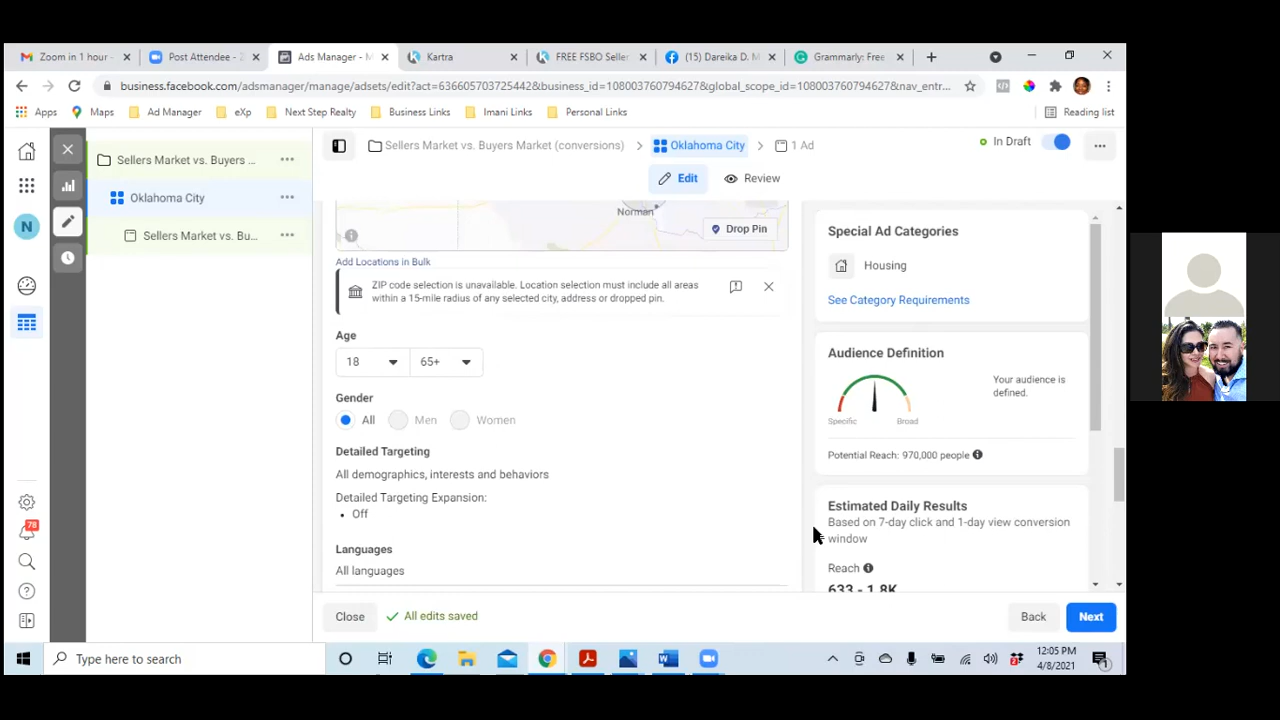 Zoom in 1 hour -
Post Attendee - 2
Ads Manager - M
Kartra
FREE FSBO Seller
(15) Dareika D. M
Grammarly: Free
business.facebook.com/adsmanager/manage/adsets/edit?act=636605703725442&business_id=1080037607946​27&global_scope_id=108003760794627&nav_entr...
Apps
Maps
Ad Manager
eXp
Next Step Realty
Imani Links
Business Links
Personal Links
Reading list
Sellers Market vs. Buyers ...
Oklahoma City
Sellers Market vs. Bu...
N
78
Sellers Market vs. Buyers Market (conversions)
Oklahoma City
1 Ad
In Draft
Edit
Review
Norman
Drop Pin
Add Locations in Bulk
ZIP code selection is unavailable. Location selection must include all areas
within a 15-mile radius of any selected city, address or dropped pin.
Age
18
65+
Gender
All
Men
Women
Detailed Targeting
All demographics, interests and behaviors
Detailed Targeting Expansion:
• Off
Languages
All languages
Special Ad Categories
Housing
See Category Requirements
Audience Definition
Your audience is
defined.
Specific
Broad
Potential Reach: 970,000 people
Estimated Daily Results
Based on 7-day click and 1-day view conversion
window
Reach
633 - 1.8K
Close
All edits saved
Back
Next
Type here to search
12:05 PM
4/8/2021
1